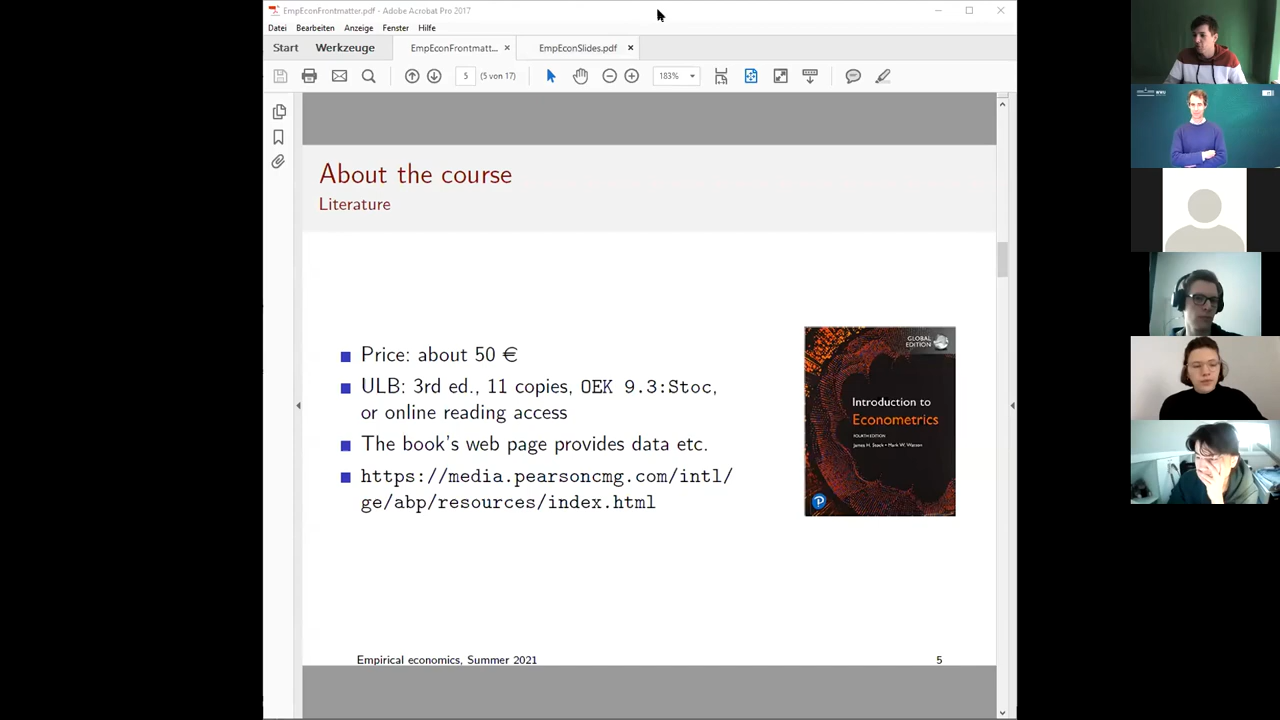 EmpEconFrontmatter.pdf - Adobe Acrobat Pro 2017
Datei Bearbeiten Anzeige Fenster Hilfe
Start Werkzeuge EmpEconFrontmatt... × EmpEconSlides.pdf ×
5 (5 von 17) 183%
About the course
Literature
Price: about 50 €
ULB: 3rd ed., 11 copies, OEK 9.3:Stoc,
or online reading access
The book's web page provides data etc.
https://media.pearsoncmg.com/intl/
ge/abp/resources/index.html
GLOBAL
EDITION
Introduction to
Econometrics
FOURTH EDITION
James H. Stock • Mark W. Watson
P
Empirical economics, Summer 2021 5
WWU